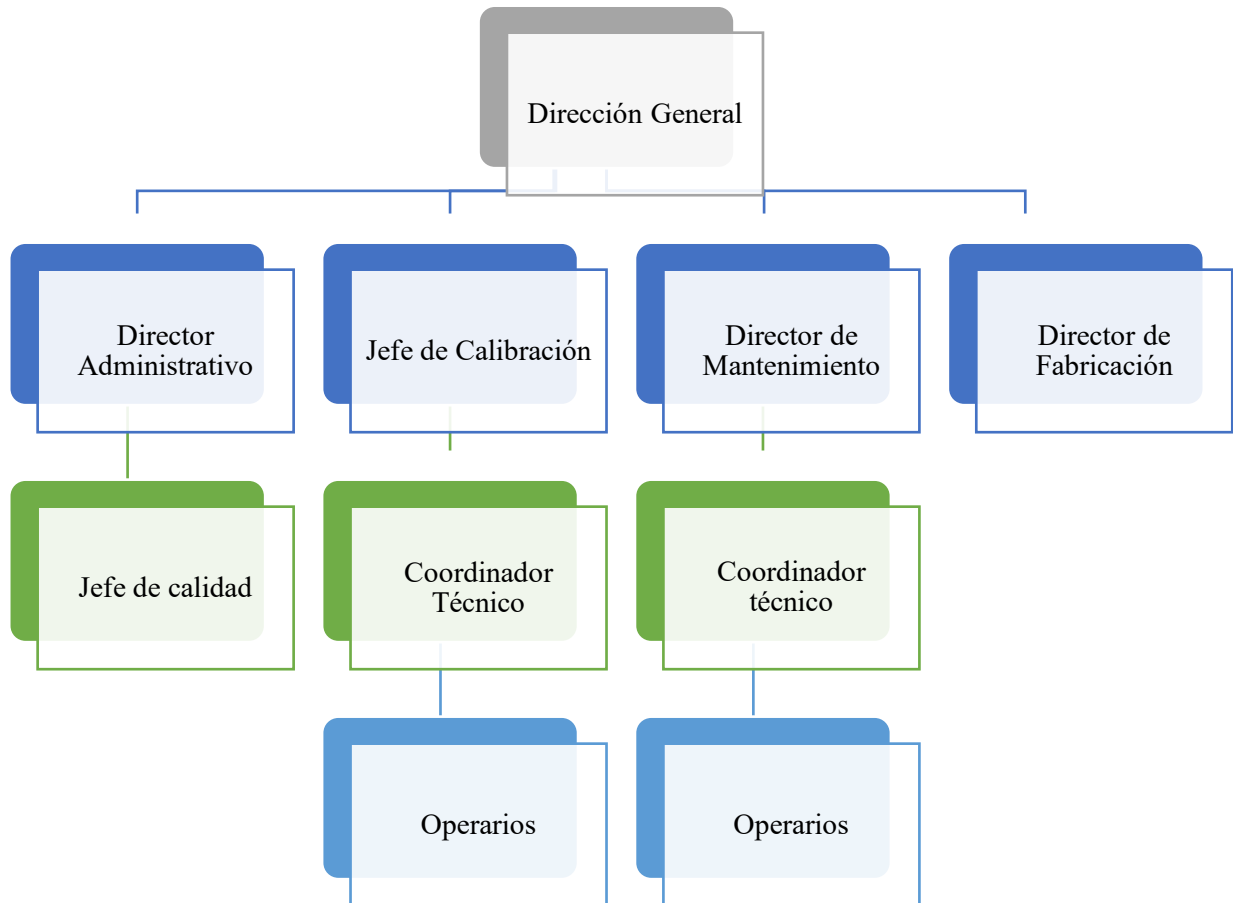 Dirección General
Director
Administrativo
Jefe de Calibración
Director de
Mantenimiento
Director de
Fabricación
Jefe de calidad
Coordinador
Técnico
Coordinador
técnico
Operarios
Operarios